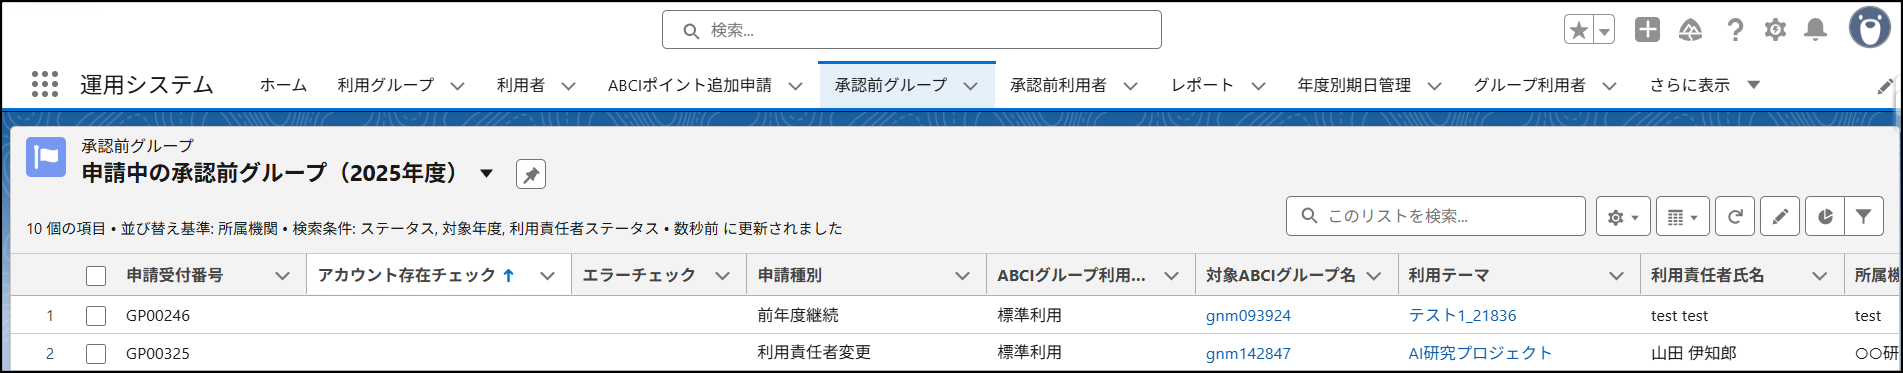 検索...
運用システム ホーム 利用グループ 利用者 ABCIポイント追加申請 承認前グループ 承認前利用者 レポート 年度別期日管理 グループ利用者 さらに表示
承認前グループ
申請中の承認前グループ（2025年度）
このリストを検索...
10 個の項目 • 並び替え基準: 所属機関 • 検索条件: ステータス, 対象年度, 利用責任者ステータス • 数秒前 に更新されました
申請受付番号 アカウント存在チェック エラーチェック 申請種別 ABCIグループ利用... 対象ABCIグループ名 利用テーマ 利用責任者氏名 所属機
1 GP00246 前年度継続 標準利用 gnm093924 テスト1_21836 test test test
2 GP00325 利用責任者変更 標準利用 gnm142847 AI研究プロジェクト 山田 伊知郎 〇〇研